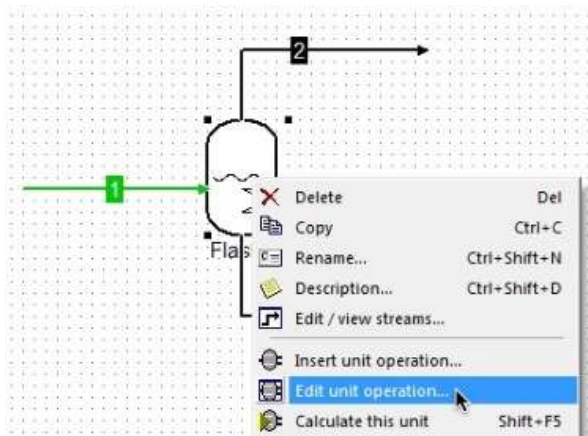 2
1
Flas
Delete Del
Copy Ctrl+C
Rename... Ctrl+Shift+N
Description... Ctrl+Shift+D
Edit / view streams...
Insert unit operation...
Edit unit operation...
Calculate this unit Shift+F5